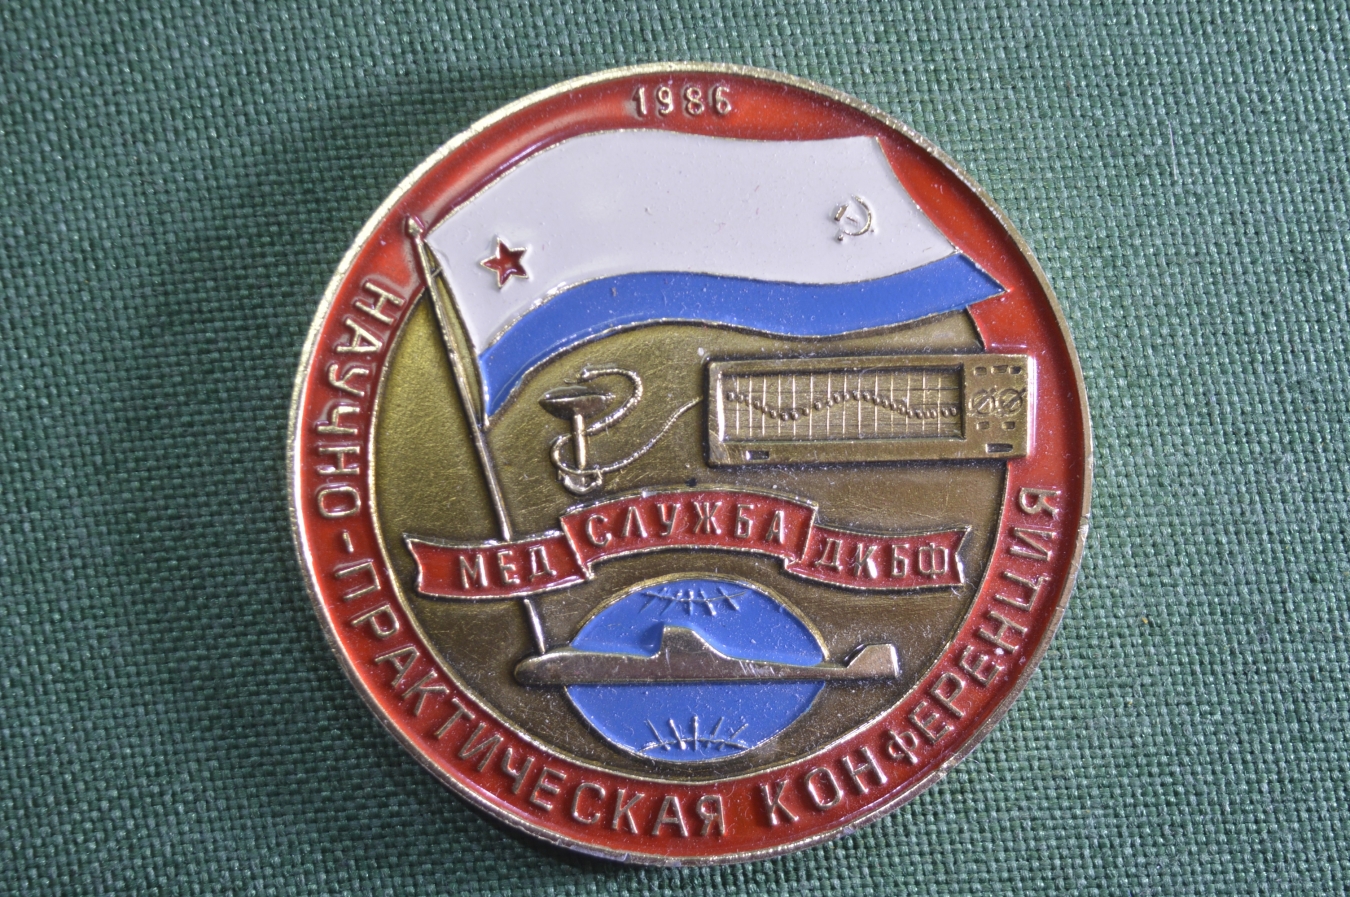 1986
НАУЧНО-ПРАКТИЧЕСКАЯ КОНФЕРЕНЦИЯ
МЕД СЛУЖБА ДКБФ